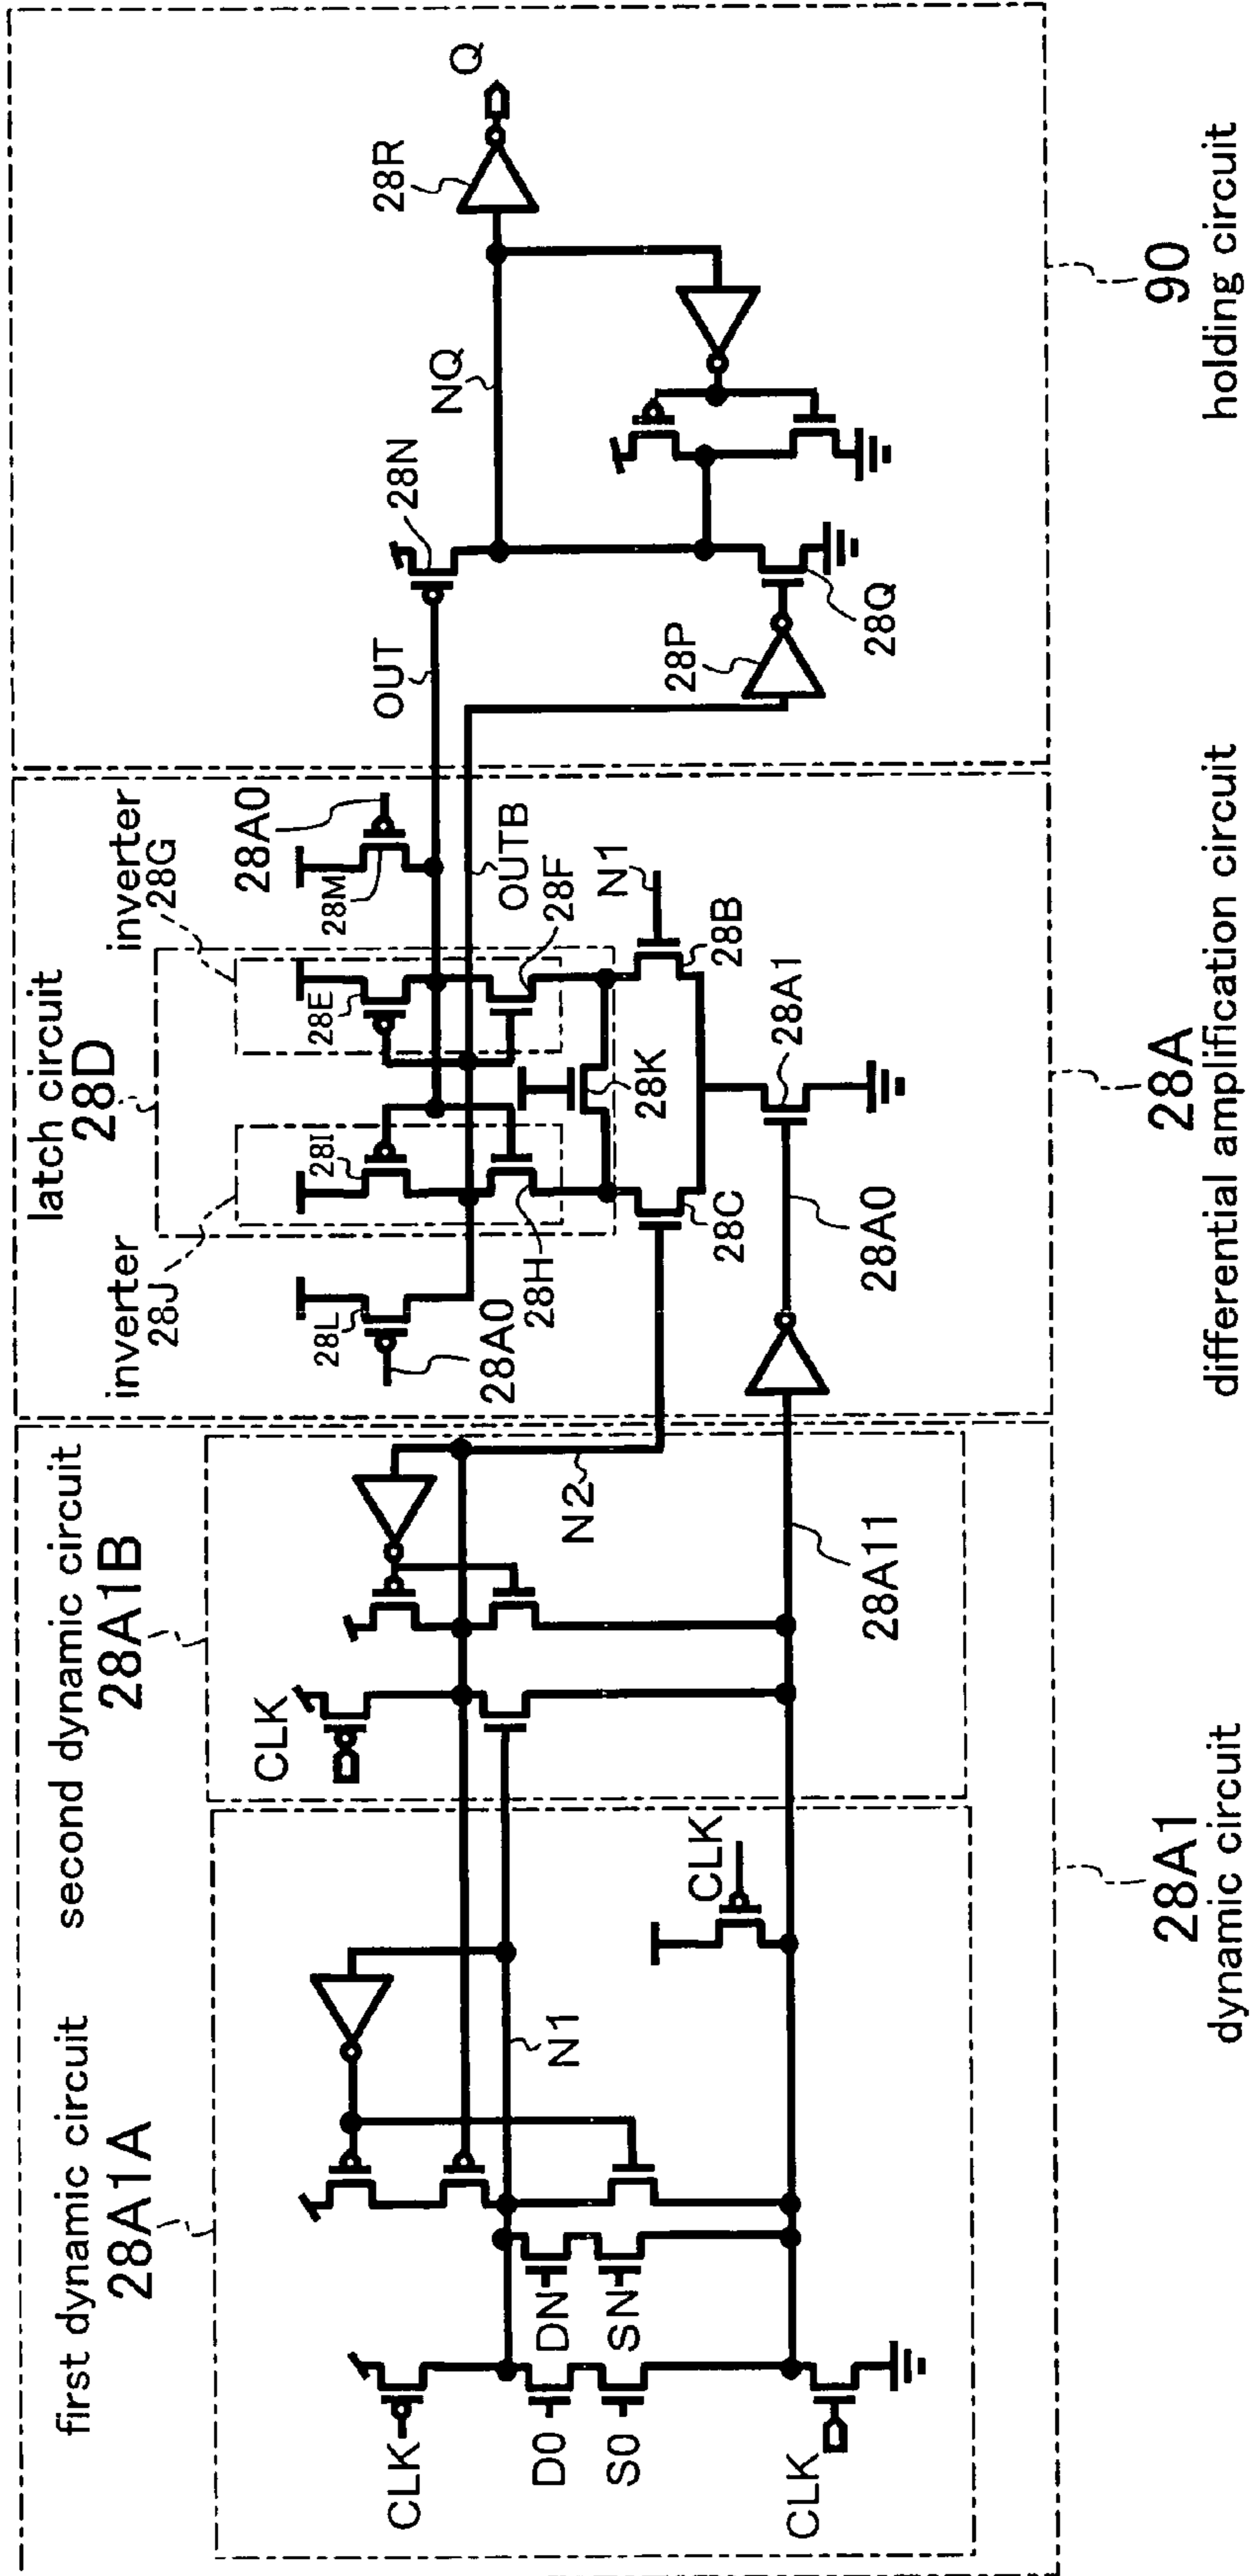 first dynamic circuit
28A1A
second dynamic circuit
28A1B
CLK
D0
S0
CLK
DN
SN
N1
CLK
CLK
N2
28A11
28A1
dynamic circuit
latch circuit
28D
inverter
28J
inverter
28G
28L
28A0
28I
28H
28E
28M
28A0
28F
OUTB
28K
N1
28B
28C
28A1
28A0
28A
differential amplification circuit
OUT
28N
NQ
28P
28Q
28R
Q
90
holding circuit